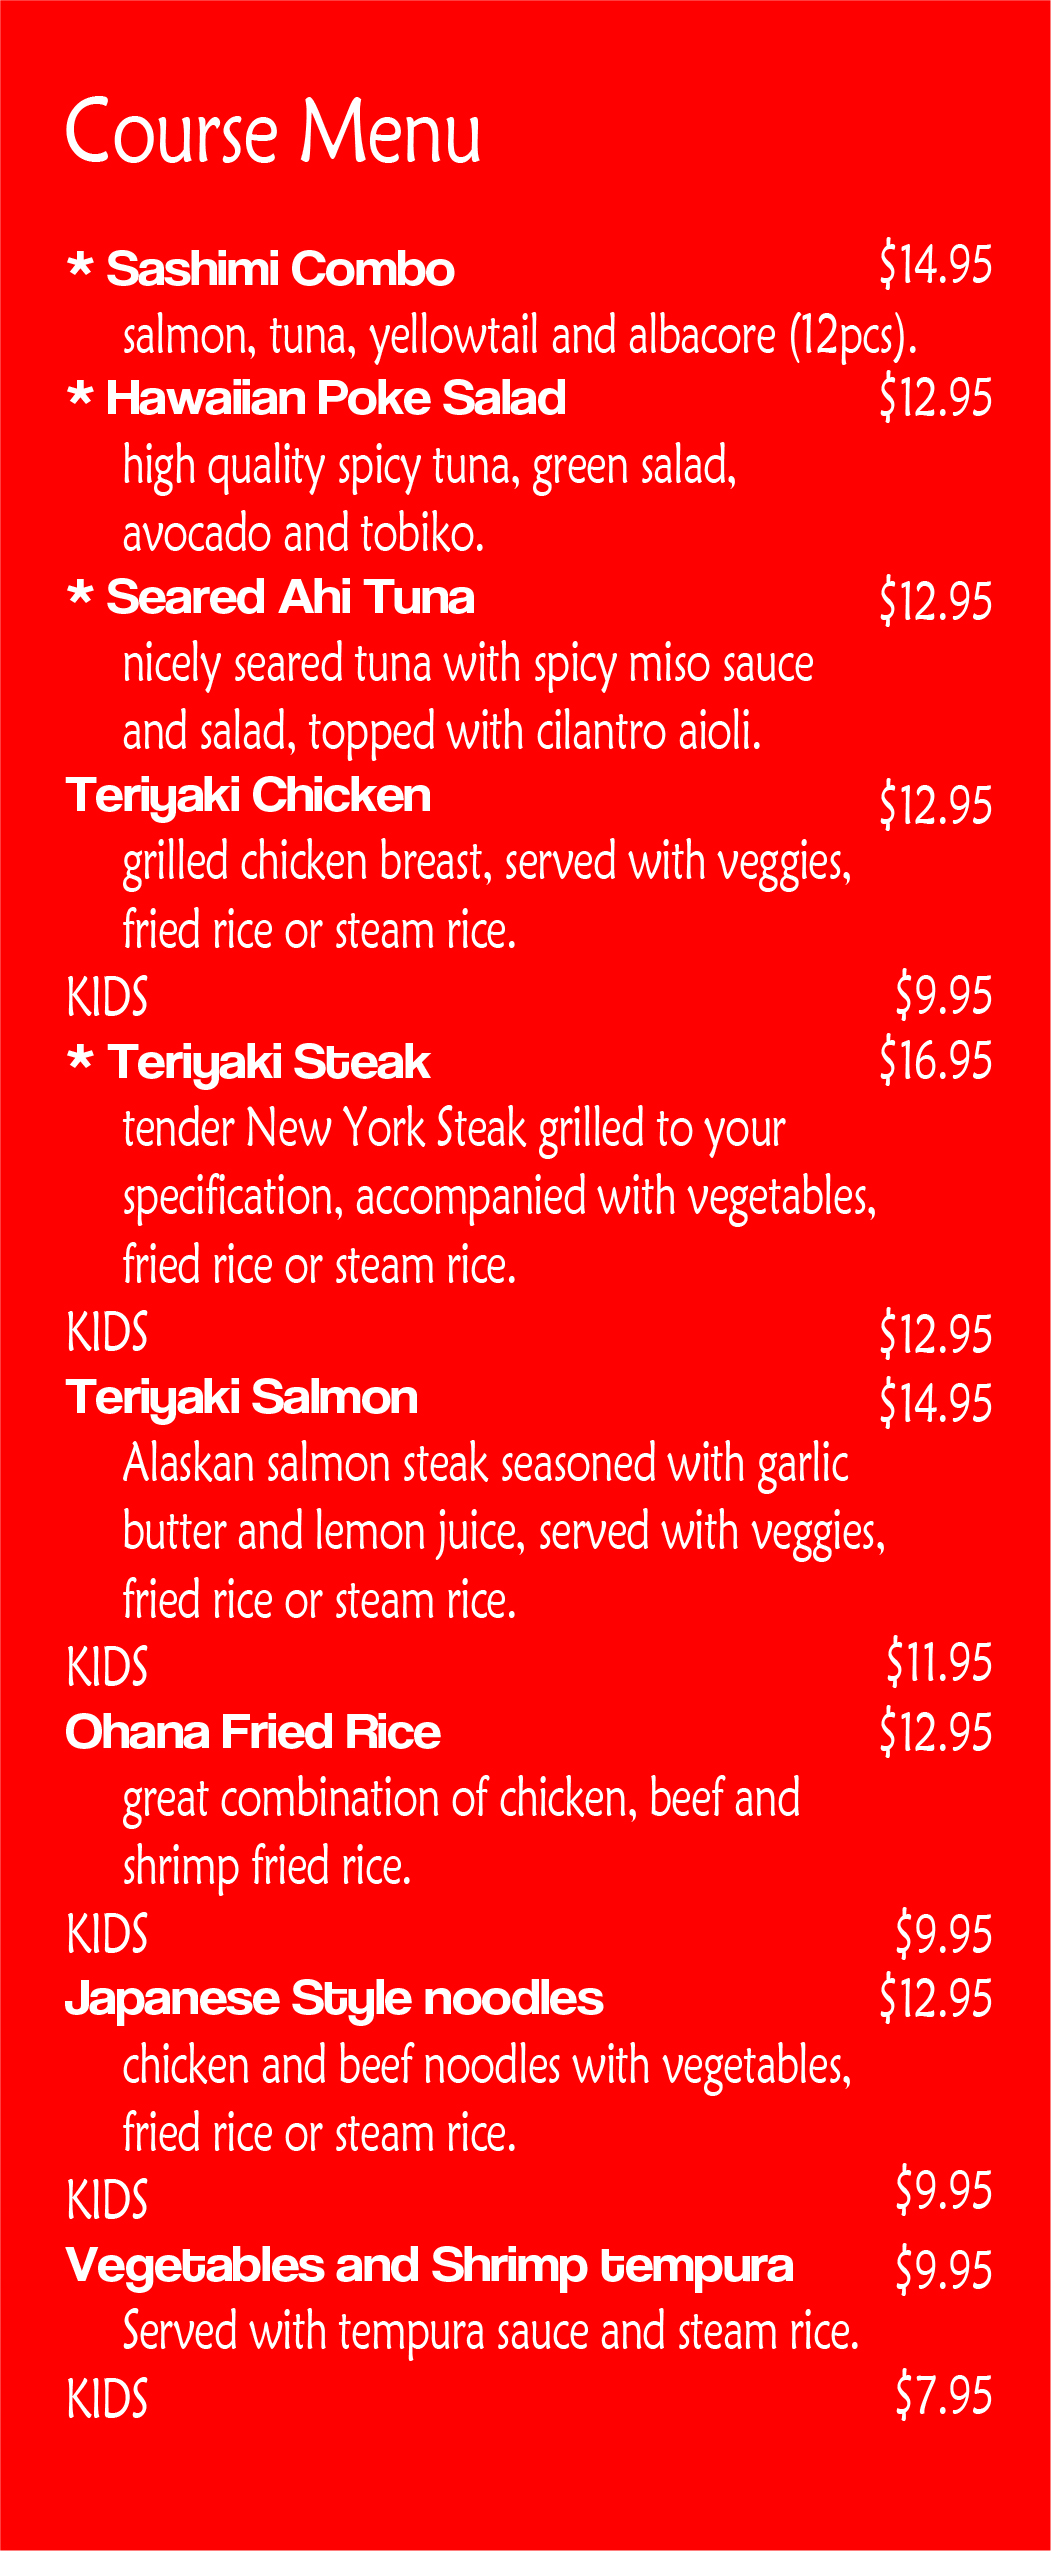 Course Menu
* Sashimi Combo $14.95
salmon, tuna, yellowtail and albacore (12pcs).
* Hawaiian Poke Salad $12.95
high quality spicy tuna, green salad,
avocado and tobiko.
* Seared Ahi Tuna $12.95
nicely seared tuna with spicy miso sauce
and salad, topped with cilantro aioli.
Teriyaki Chicken $12.95
grilled chicken breast, served with veggies,
fried rice or steam rice.
KIDS $9.95
* Teriyaki Steak $16.95
tender New York Steak grilled to your
specification, accompanied with vegetables,
fried rice or steam rice.
KIDS $12.95
Teriyaki Salmon $14.95
Alaskan salmon steak seasoned with garlic
butter and lemon juice, served with veggies,
fried rice or steam rice.
KIDS $11.95
Ohana Fried Rice $12.95
great combination of chicken, beef and
shrimp fried rice.
KIDS $9.95
Japanese Style noodles $12.95
chicken and beef noodles with vegetables,
fried rice or steam rice.
KIDS $9.95
Vegetables and Shrimp tempura $9.95
Served with tempura sauce and steam rice.
KIDS $7.95